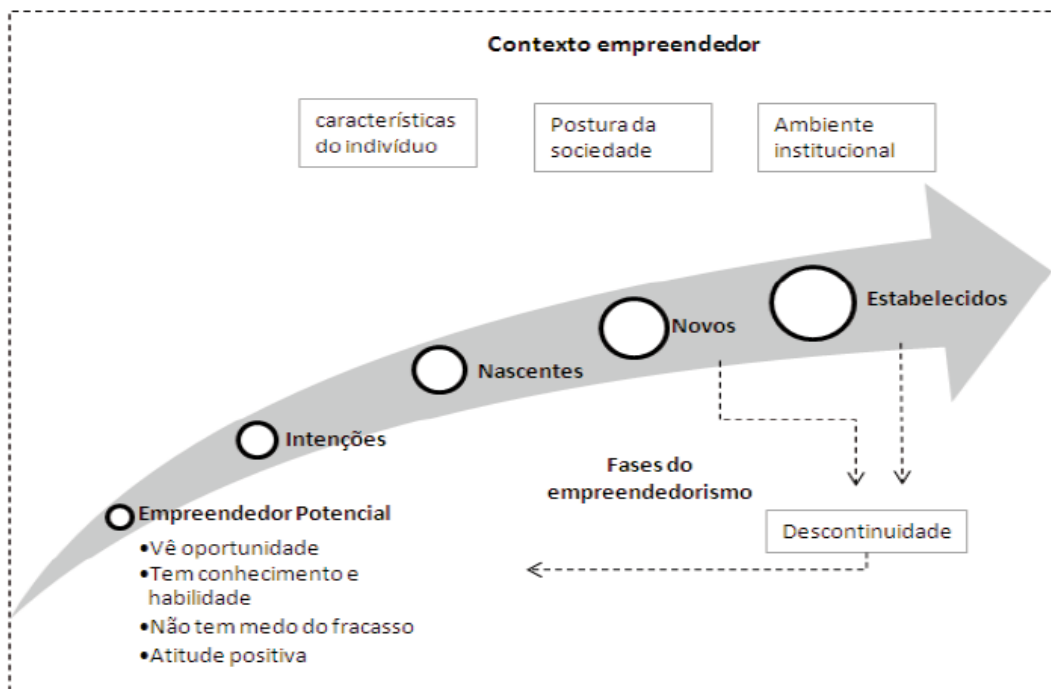 Contexto empreendedor
características
do indivíduo
Postura da
sociedade
Ambiente
institucional
Estabelecidos
Novos
Nascentes
Intenções
Fases do
empreendedorismo
Empreendedor Potencial
•Vê oportunidade
•Tem conhecimento e
habilidade
•Não tem medo do fracasso
•Atitude positiva
Descontinuidade